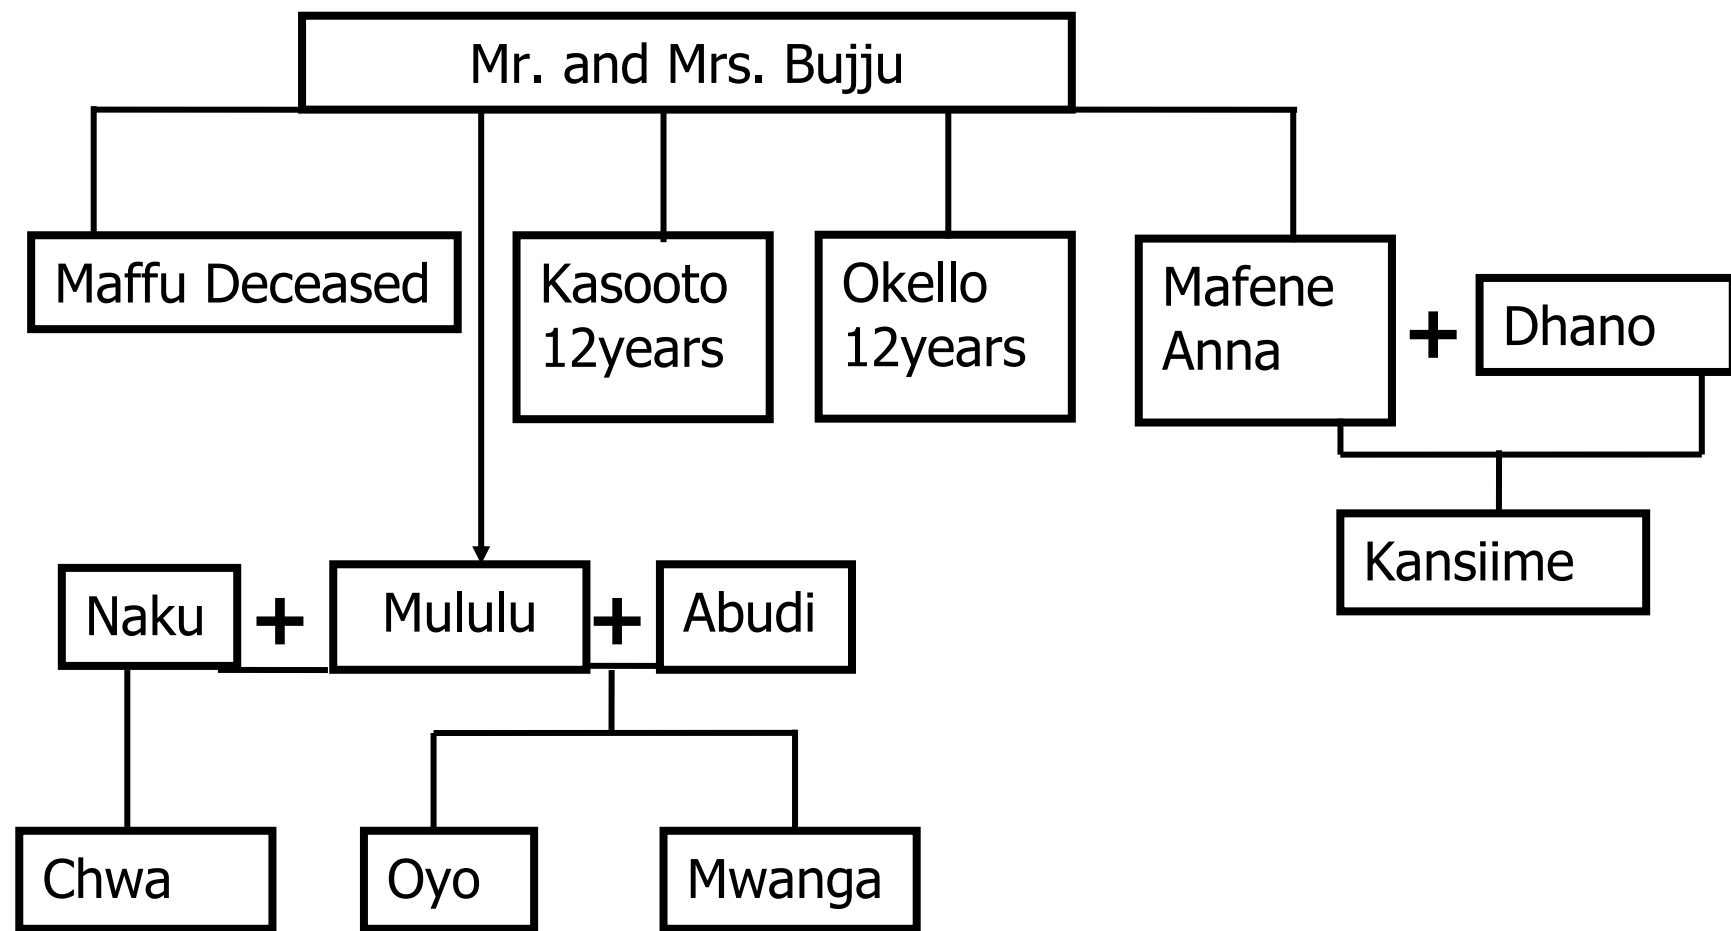 Mr. and Mrs. Bujju
Maffu Deceased
Kasooto
12years
Okello
12years
Mafene
Anna
+
Dhano
Kansiime
Naku
+
Mululu
+
Abudi
Chwa
Oyo
Mwanga